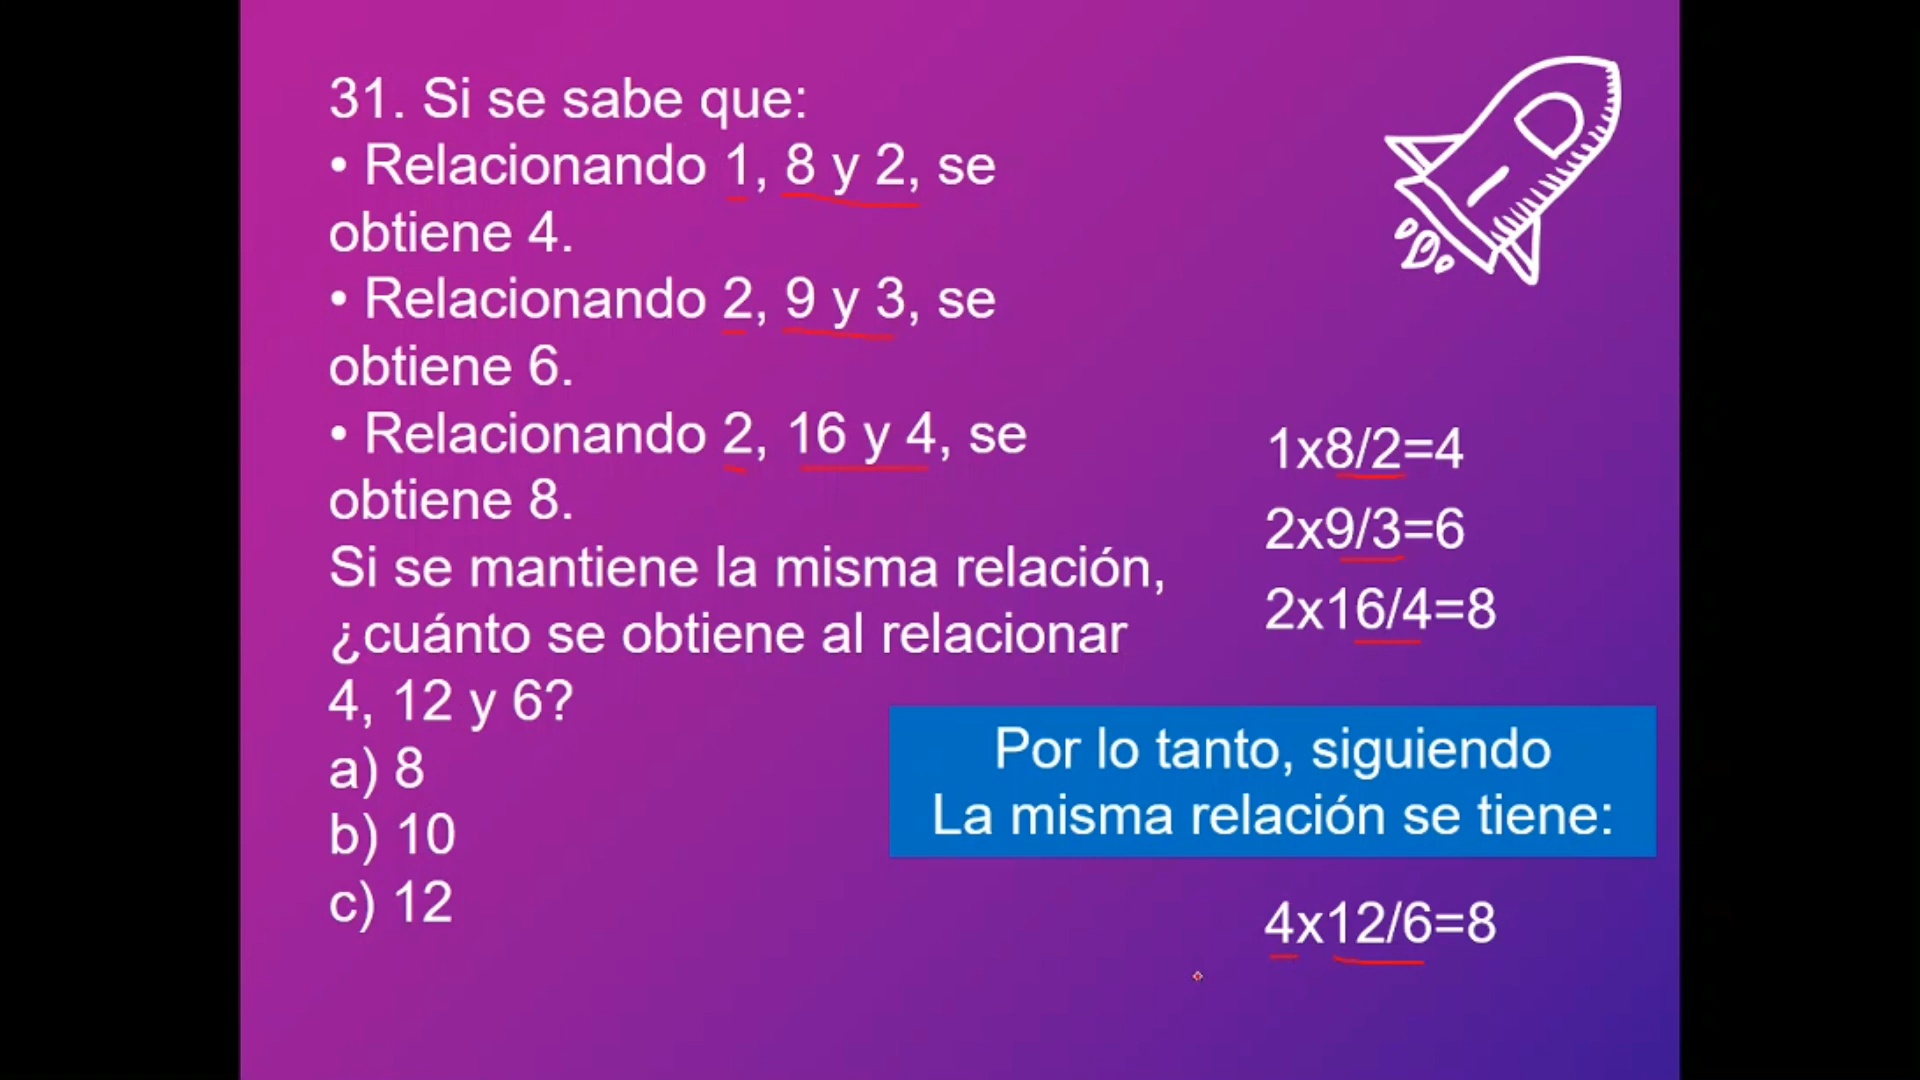 31. Si se sabe que:
• Relacionando 1, 8 y 2, se
obtiene 4.
• Relacionando 2, 9 y 3, se
obtiene 6.
• Relacionando 2, 16 y 4, se
obtiene 8.
Si se mantiene la misma relación,
¿cuánto se obtiene al relacionar
4, 12 y 6?
a) 8
b) 10
c) 12
1x8/2=4
2x9/3=6
2x16/4=8
Por lo tanto, siguiendo
La misma relación se tiene:
4x12/6=8